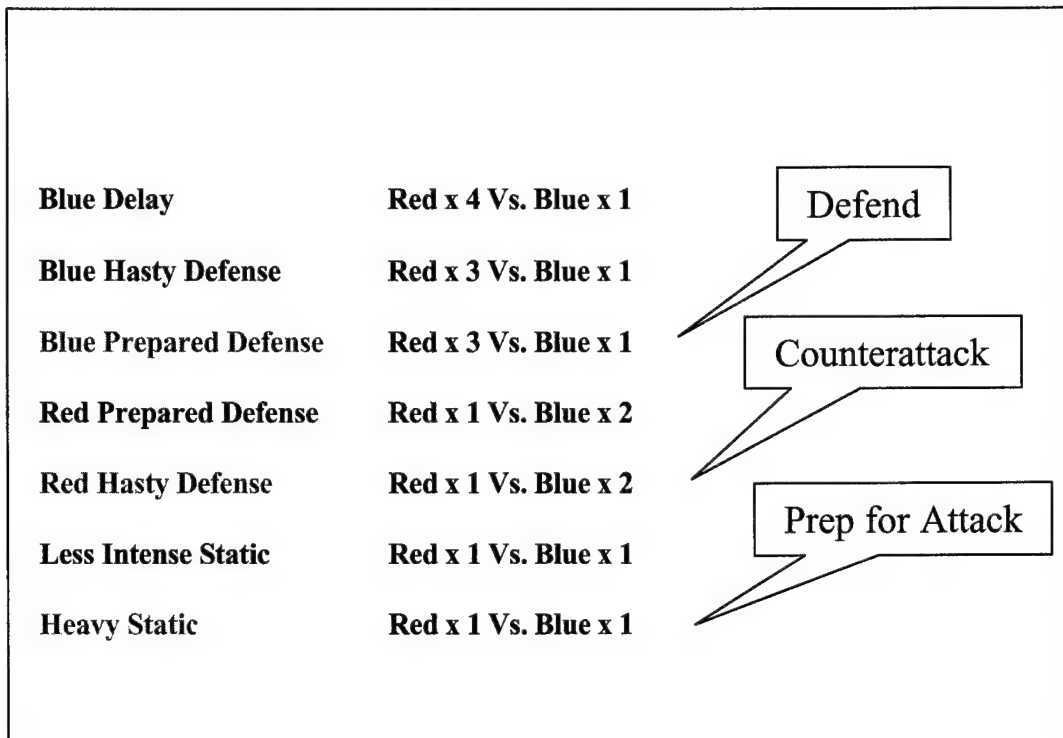 Blue Delay Red x 4 Vs. Blue x 1
Defend
Blue Hasty Defense Red x 3 Vs. Blue x 1
Blue Prepared Defense Red x 3 Vs. Blue x 1
Counterattack
Red Prepared Defense Red x 1 Vs. Blue x 2
Red Hasty Defense Red x 1 Vs. Blue x 2
Prep for Attack
Less Intense Static Red x 1 Vs. Blue x 1
Heavy Static Red x 1 Vs. Blue x 1